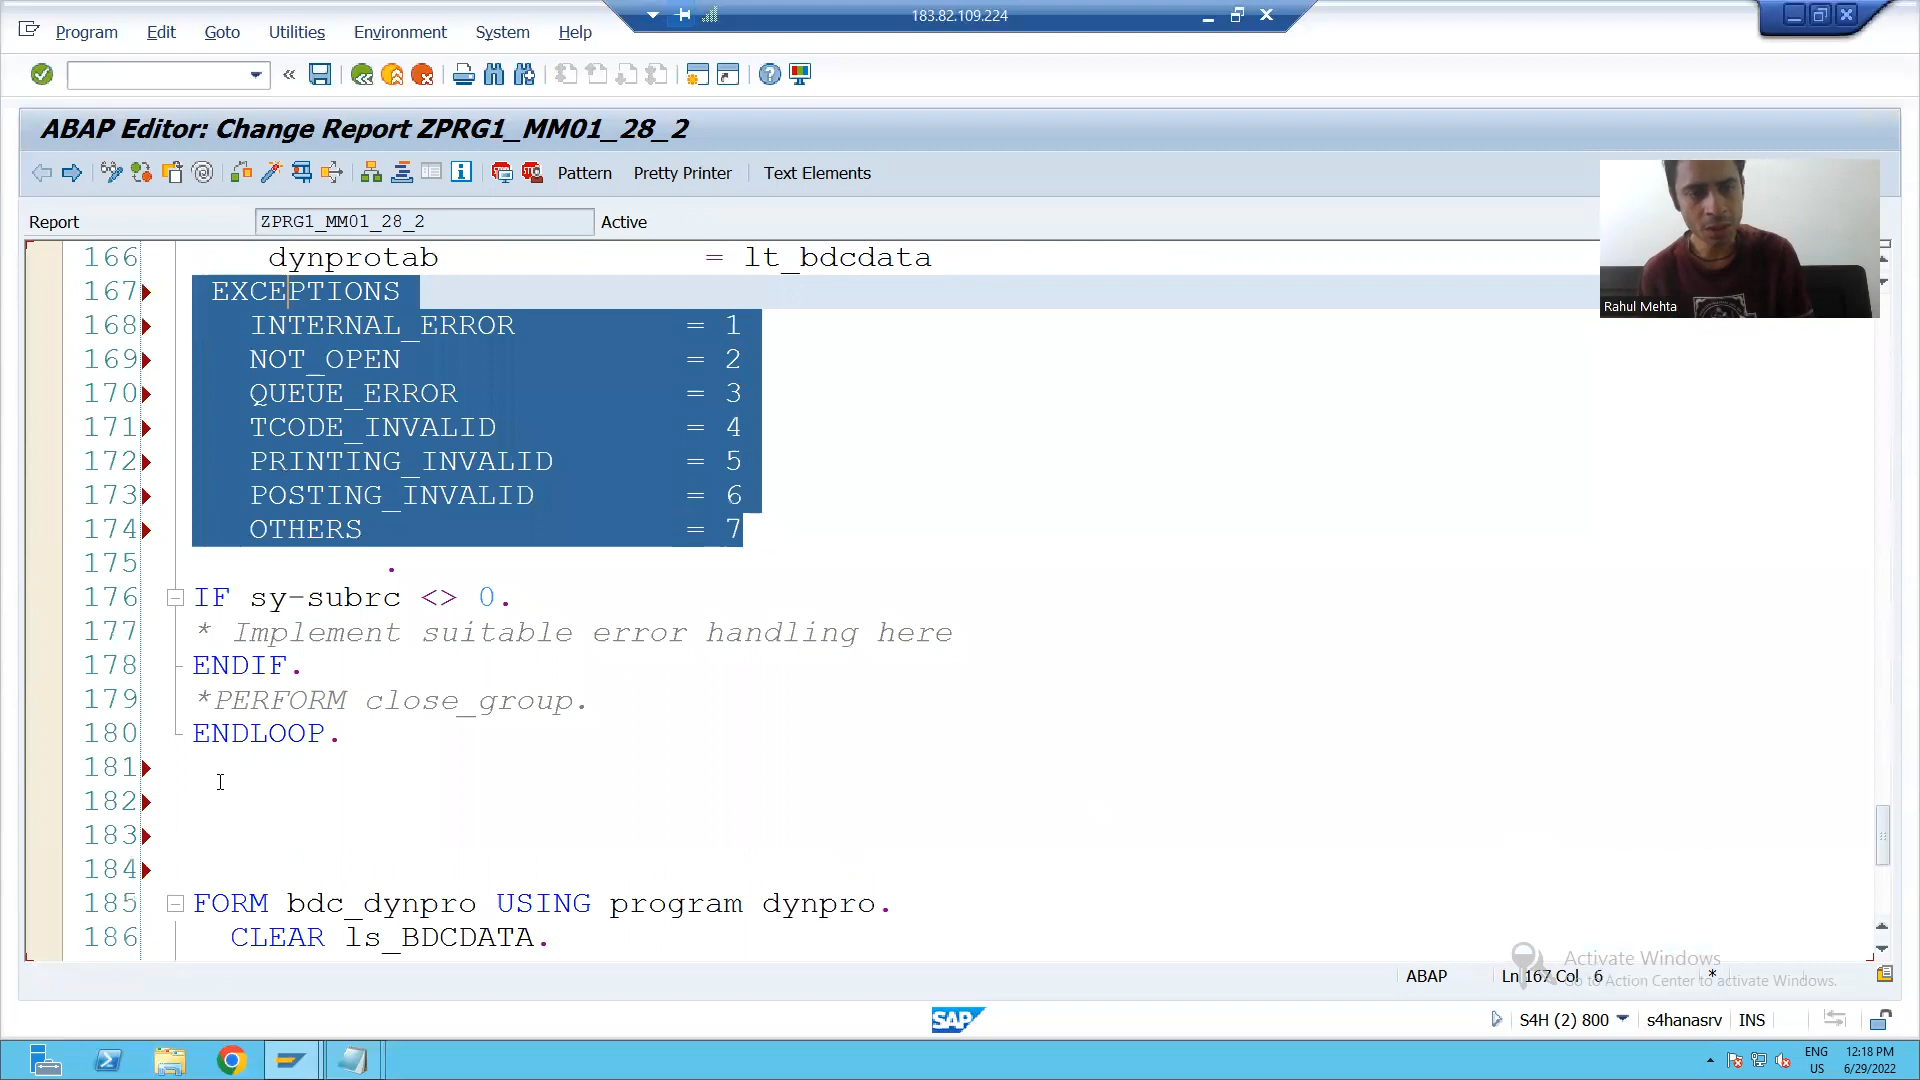 183.82.109.224
Program Edit Goto Utilities Environment System Help
ABAP Editor: Change Report ZPRG1_MM01_28_2
Pattern Pretty Printer Text Elements
Report ZPRG1_MM01_28_2 Active
Rahul Mehta
166 dynprotab = lt_bdcdata
167 EXCEPTIONS
168 INTERNAL_ERROR = 1
169 NOT_OPEN = 2
170 QUEUE_ERROR = 3
171 TCODE_INVALID = 4
172 PRINTING_INVALID = 5
173 POSTING_INVALID = 6
174 OTHERS = 7
175 .
176 IF sy-subrc <> 0.
177 * Implement suitable error handling here
178 ENDIF.
179 *PERFORM close_group.
180 ENDLOOP.
181
182
183
184
185 FORM bdc_dynpro USING program dynpro.
186 CLEAR ls_BDCDATA.
Activate Windows
Go to Action Center to activate Windows.
ABAP Ln 167 Col 6 *
SAP
S4H (2) 800 s4hanasrv INS
ENG 12:18 PM
US 6/29/2022